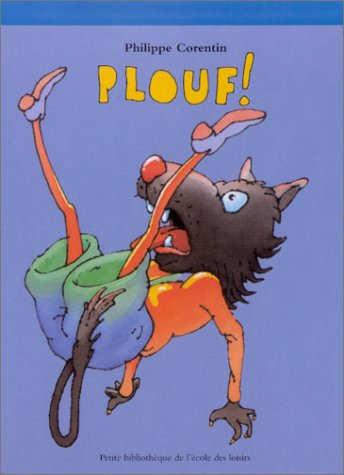 Philippe Corentin
PLOUF!
Petite bibliothèque de l'école des loisirs